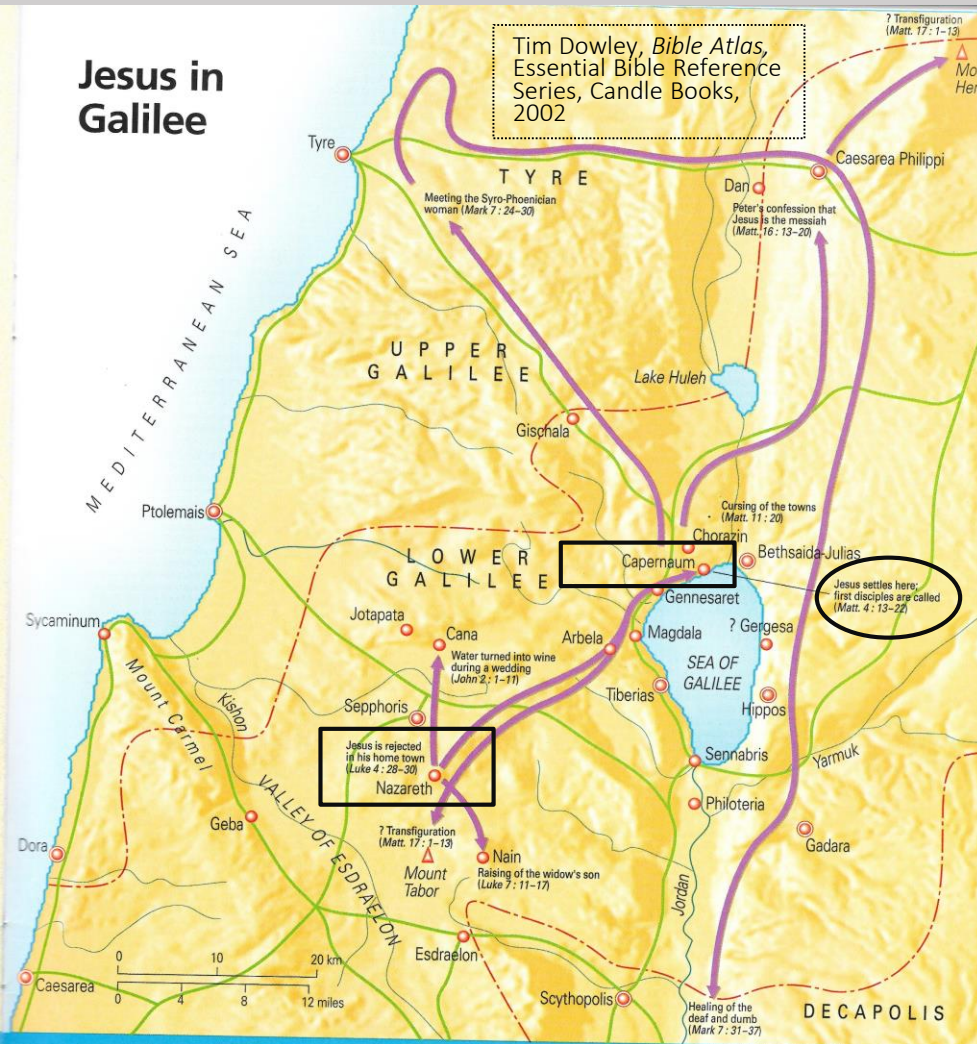 Jesus in
Galilee
Tim Dowley, Bible Atlas,
Essential Bible Reference
Series, Candle Books,
2002
? Transfiguration
(Matt. 17 : 1–13)
Tyre
TYRE
Caesarea Philippi
Dan
Meeting the Syro-Phoenician
woman (Mark 7 : 24–30)
Peter's confession that
Jesus is the messiah
(Matt. 16 : 13–20)
MEDITERRANEAN SEA
UPPER
GALILEE
Lake Huleh
Gischala
Ptolemais
Cursing of the towns
(Matt. 11 : 20)
Chorazin
LOWER
GALILEE
Capernaum
Bethsaida-Julias
Jesus settles here;
first disciples are called
(Matt. 4 : 13–22)
Gennesaret
Sycaminum
Jotapata
Cana
Arbela
Magdala
? Gergesa
Water turned into wine
during a wedding
(John 2 : 1–11)
SEA OF
GALILEE
Tiberias
Hippos
Mount Carmel
Kishon
Sepphoris
Jesus is rejected
in his home town
(Luke 4 : 28–30)
Nazareth
Sennabris
Yarmuk
VALLEY OF ESDRAELON
Geba
Philoteria
Gadara
Dora
? Transfiguration
(Matt. 17 : 1–13)
Mount
Tabor
Nain
Raising of the widow's son
(Luke 7 : 11–17)
Jordan
Esdraelon
0 10 20 km
0 4 8 12 miles
Caesarea
Scythopolis
Healing of the
deaf and dumb
(Mark 7 : 31–37)
DECAPOLIS